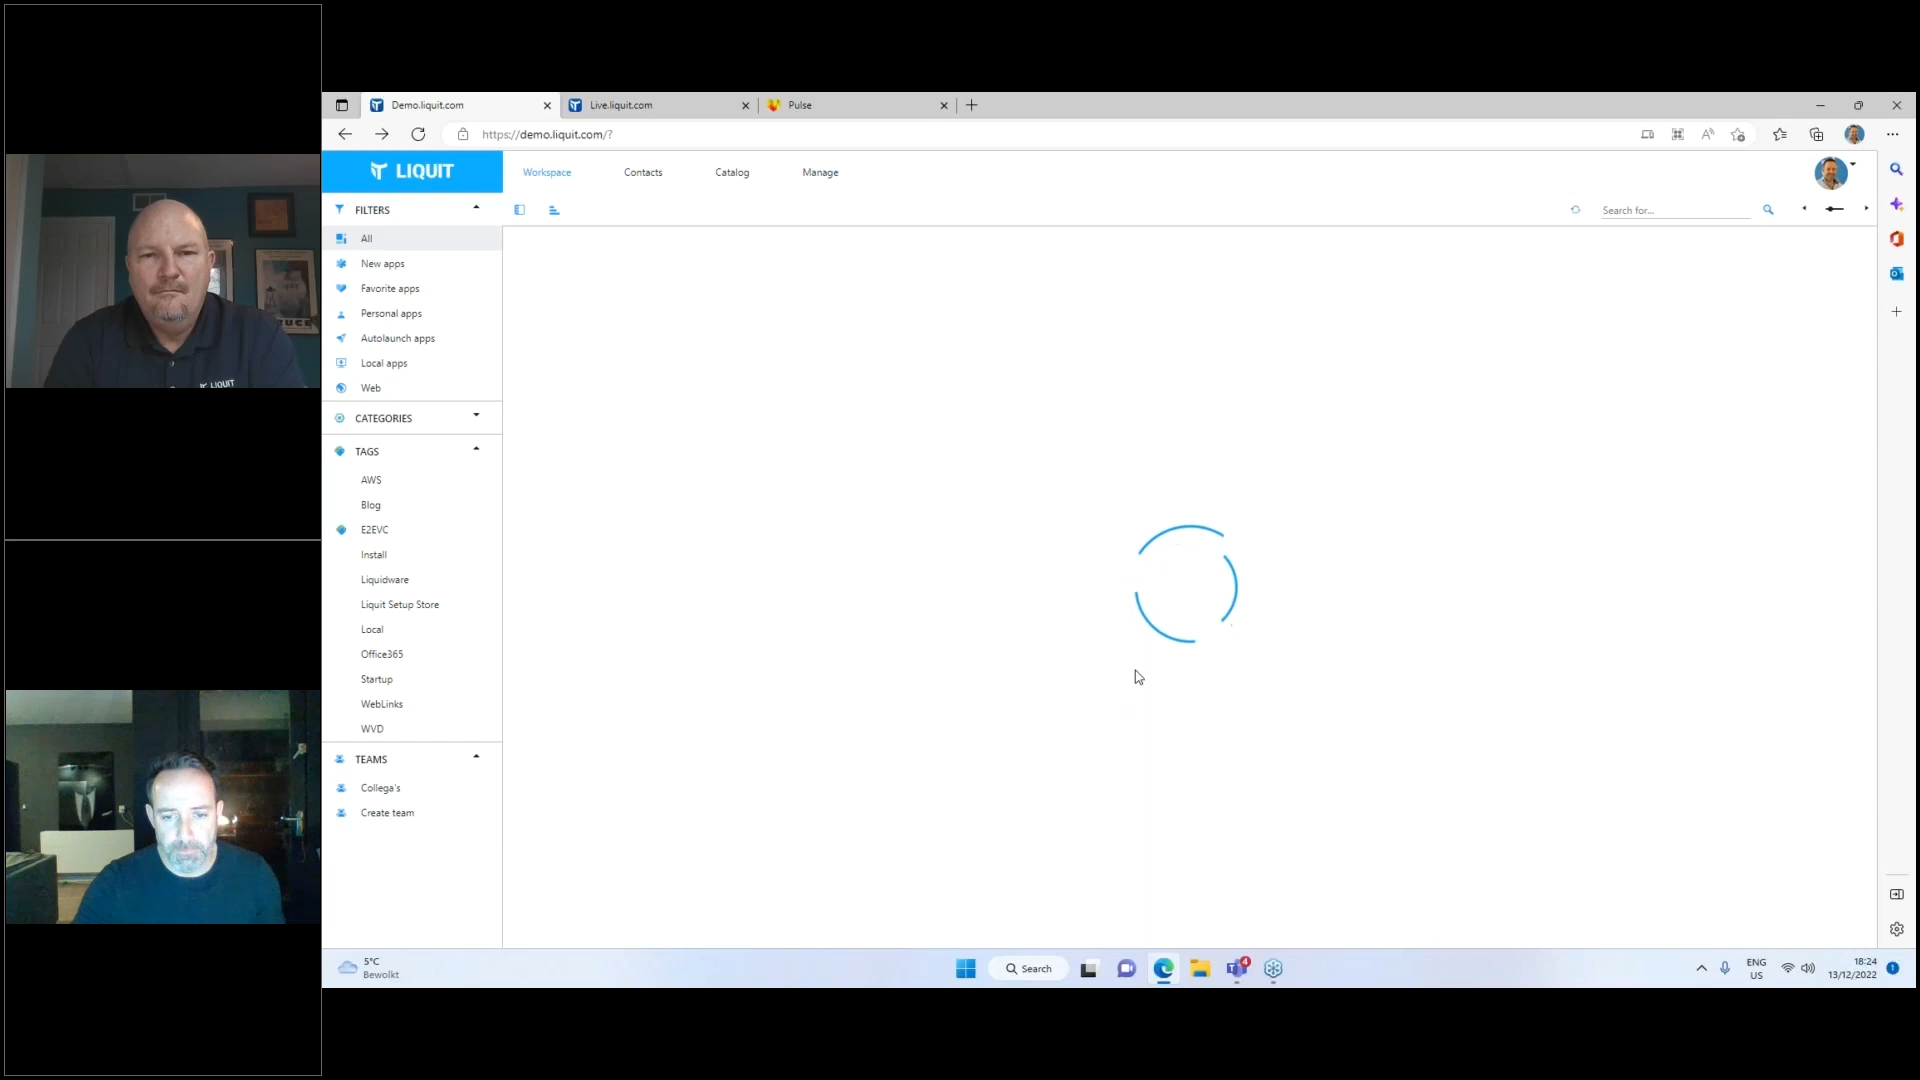 Demo.liquit.com
Live.liquit.com
Pulse
https://demo.liquit.com/?
LIQUIT
Workspace
Contacts
Catalog
Manage
FILTERS
Search for...
All
New apps
Favorite apps
Personal apps
Autolaunch apps
Local apps
Web
CATEGORIES
TAGS
AWS
Blog
E2EVC
Install
Liquidware
Liquit Setup Store
Local
Office365
Startup
WebLinks
WVD
TEAMS
Collega's
Create team
LIQUIT
5°C
Bewolkt
Search
4
ENG
US
18:24
13/12/2022
1